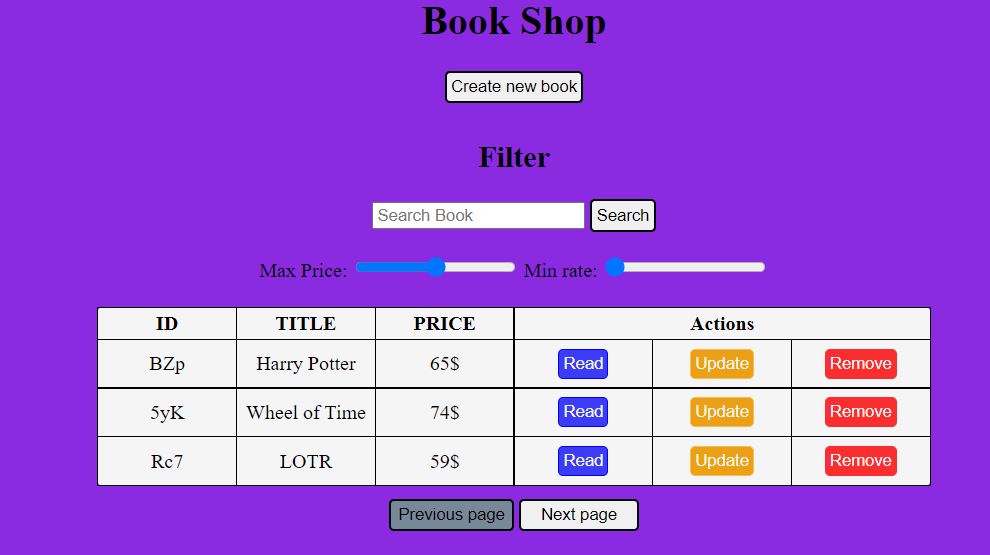 Book Shop
Create new book
Filter
Search Book Search
Max Price: Min rate:
ID TITLE PRICE Actions
BZp Harry Potter 65$ Read Update Remove
5yK Wheel of Time 74$ Read Update Remove
Rc7 LOTR 59$ Read Update Remove
Previous page Next page